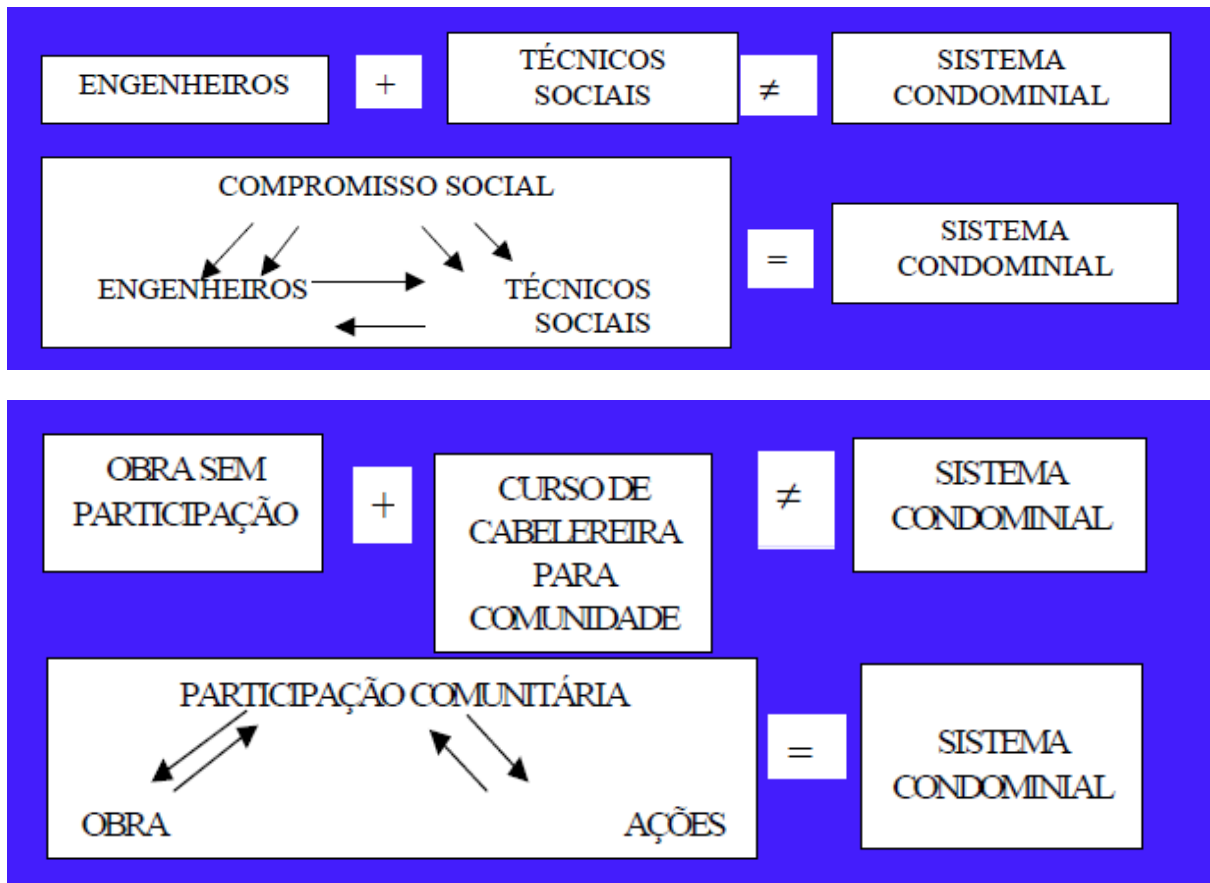 ENGENHEIROS
+
TÉCNICOS
SOCIAIS
≠
SISTEMA
CONDOMINIAL
COMPROMISSO SOCIAL
ENGENHEIROS
TÉCNICOS
SOCIAIS
=
SISTEMA
CONDOMINIAL
OBRA SEM
PARTICIPAÇÃO
+
CURSO DE
CABELEREIRA
PARA
COMUNIDADE
≠
SISTEMA
CONDOMINIAL
PARTICIPAÇÃO COMUNITÁRIA
OBRA
AÇÕES
=
SISTEMA
CONDOMINIAL